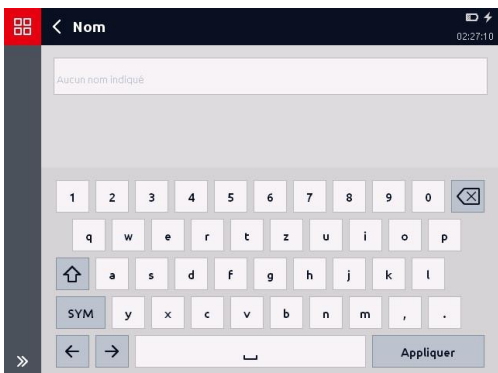 Nom
02:27:10
Aucun nom indiqué
1 2 3 4 5 6 7 8 9 0
q w e r t z u i o p
a s d f g h j k l
SYM y x c v b n m , .
Appliquer